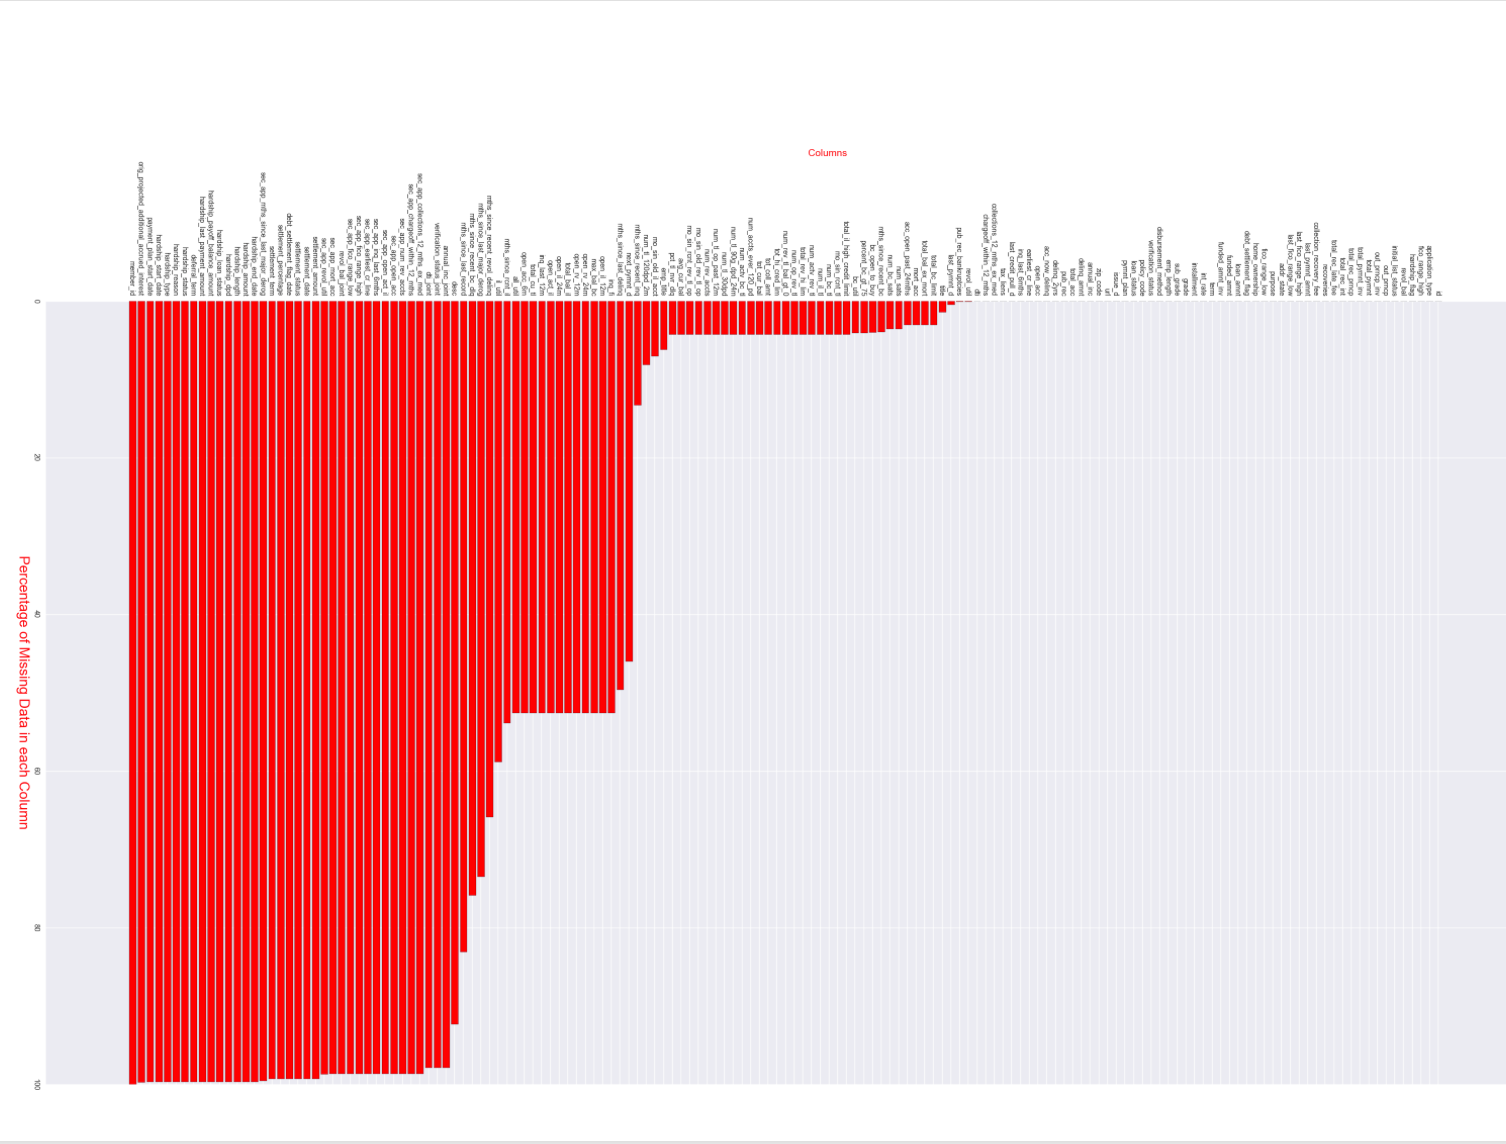 id
application_type
fico_range_high
hardship_flag
revol_bal
initial_list_status
out_prncp
out_prncp_inv
total_pymnt
total_pymnt_inv
total_rec_prncp
total_rec_int
total_rec_late_fee
recoveries
collection_recovery_fee
last_pymnt_amnt
last_fico_range_high
last_fico_range_low
addr_state
purpose
fico_range_low
home_ownership
debt_settlement_flag
loan_amnt
funded_amnt
funded_amnt_inv
term
int_rate
installment
grade
sub_grade
emp_length
disbursement_method
verification_status
policy_code
loan_status
pymnt_plan
issue_d
url
zip_code
annual_inc
delinq_amnt
total_acc
pub_rec
delinq_2yrs
acc_now_delinq
open_acc
earliest_cr_line
inq_last_6mths
last_credit_pull_d
tax_liens
collections_12_mths_ex_med
chargeoff_within_12_mths
dti
revol_util
pub_rec_bankruptcies
last_pymnt_d
title
total_bc_limit
total_bal_ex_mort
mort_acc
acc_open_past_24mths
num_sats
num_bc_sats
mths_since_recent_bc
bc_open_to_buy
percent_bc_gt_75
bc_util
total_il_high_credit_limit
mo_sin_rcnt_tl
num_bc_tl
num_il_tl
num_actv_rev_tl
total_rev_hi_lim
num_op_rev_tl
num_rev_tl_bal_gt_0
tot_hi_cred_lim
tot_coll_amt
tot_cur_bal
num_accts_ever_120_pd
num_actv_bc_tl
num_tl_90g_dpd_24m
num_tl_30dpd
num_tl_op_past_12m
num_rev_accts
mo_sin_old_rev_tl_op
mo_sin_rcnt_rev_tl_op
avg_cur_bal
pct_tl_nvr_dlq
emp_title
mo_sin_old_il_acct
num_tl_120dpd_2m
mths_since_recent_inq
next_pymnt_d
mths_since_last_delinq
inq_fi
open_il_12m
max_bal_bc
open_rv_24m
open_rv_12m
total_bal_il
open_il_24m
open_act_il
inq_last_12m
total_cu_tl
open_acc_6m
all_util
mths_since_rcnt_il
il_util
mths_since_recent_revol_delinq
mths_since_last_major_derog
mths_since_recent_bc_dlq
mths_since_last_record
desc
annual_inc_joint
verification_status_joint
dti_joint
sec_app_collections_12_mths_ex_med
sec_app_chargeoff_within_12_mths
sec_app_num_rev_accts
sec_app_open_acc
sec_app_open_act_il
sec_app_inq_last_6mths
sec_app_earliest_cr_line
sec_app_fico_range_high
sec_app_fico_range_low
revol_bal_joint
sec_app_mort_acc
sec_app_revol_util
settlement_amount
settlement_date
settlement_status
debt_settlement_flag_date
settlement_percentage
settlement_term
sec_app_mths_since_last_major_derog
hardship_end_date
hardship_amount
hardship_length
hardship_dpd
hardship_loan_status
hardship_payoff_balance_amount
hardship_last_payment_amount
deferral_term
hardship_status
hardship_reason
hardship_type
hardship_start_date
payment_plan_start_date
orig_projected_additional_accrued_interest
member_id
Columns
0
20
40
60
80
100
Percentage of Missing Data in each Column